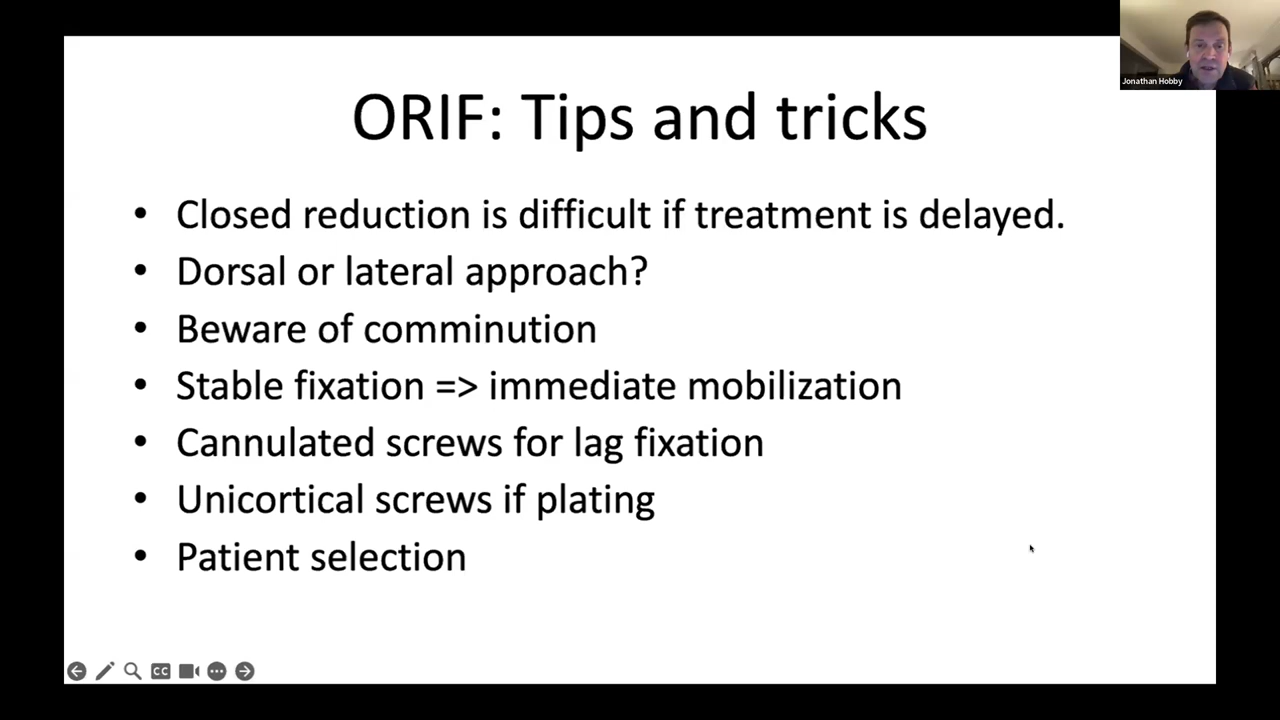 Jonathan Hobby
ORIF: Tips and tricks
• Closed reduction is difficult if treatment is delayed.
• Dorsal or lateral approach?
• Beware of comminution
• Stable fixation => immediate mobilization
• Cannulated screws for lag fixation
• Unicortical screws if plating
• Patient selection
CC